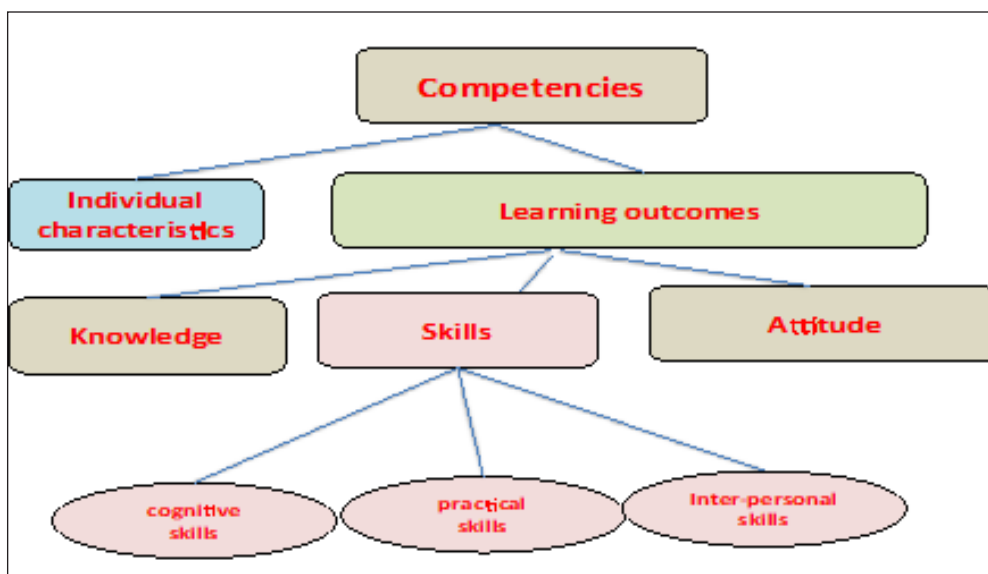 Competencies
Individual
characteristics
Learning outcomes
Knowledge
Skills
Attitude
cognitive
skills
practical
skills
Inter-personal
skills